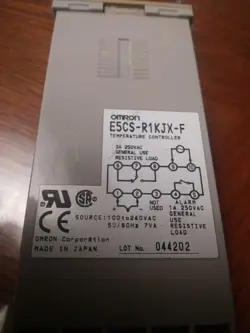 OMRON
E5CS-R1KJX-F
TEMPERATURE CONTROLLER
3A 250VAC
GENERAL USE
RESISTIVE LOAD
NOT
USED
ALARM
1A 250VAC
GENERAL USE
RESISTIVE LOAD
SOURCE:100to240VAC
50/60Hz 7VA
OMRON Corporation
MADE IN JAPAN
LOT No. 044202